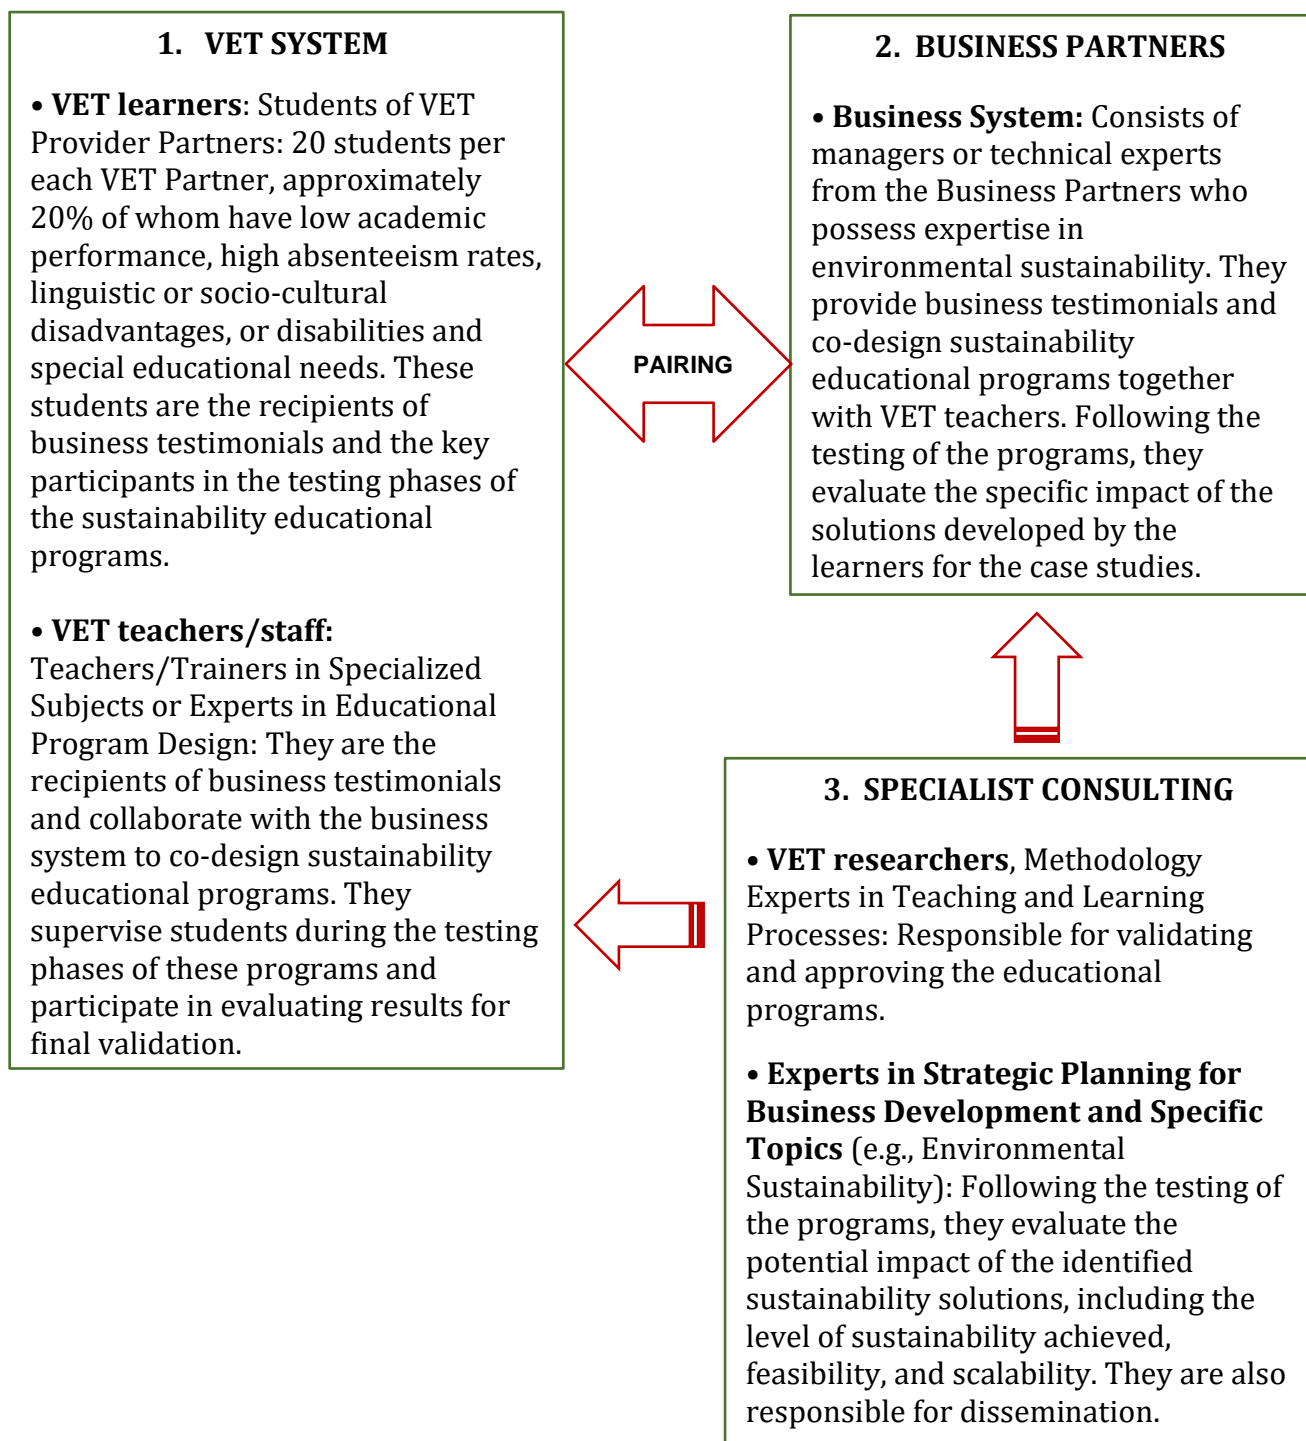 1. VET SYSTEM
• VET learners: Students of VET
Provider Partners: 20 students per
each VET Partner, approximately
20% of whom have low academic
performance, high absenteeism rates,
linguistic or socio-cultural
disadvantages, or disabilities and
special educational needs. These
students are the recipients of
business testimonials and the key
participants in the testing phases of
the sustainability educational
programs.
• VET teachers/staff:
Teachers/Trainers in Specialized
Subjects or Experts in Educational
Program Design: They are the
recipients of business testimonials
and collaborate with the business
system to co-design sustainability
educational programs. They
supervise students during the testing
phases of these programs and
participate in evaluating results for
final validation.
PAIRING
2. BUSINESS PARTNERS
• Business System: Consists of
managers or technical experts
from the Business Partners who
possess expertise in
environmental sustainability. They
provide business testimonials and
co-design sustainability
educational programs together
with VET teachers. Following the
testing of the programs, they
evaluate the specific impact of the
solutions developed by the
learners for the case studies.
3. SPECIALIST CONSULTING
• VET researchers, Methodology
Experts in Teaching and Learning
Processes: Responsible for validating
and approving the educational
programs.
• Experts in Strategic Planning for
Business Development and Specific
Topics (e.g., Environmental
Sustainability): Following the testing of
the programs, they evaluate the
potential impact of the identified
sustainability solutions, including the
level of sustainability achieved,
feasibility, and scalability. They are also
responsible for dissemination.